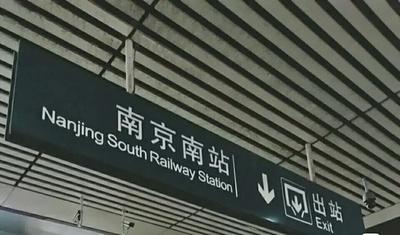 南京南站
Nanjing South Railway Station
出站
Exit